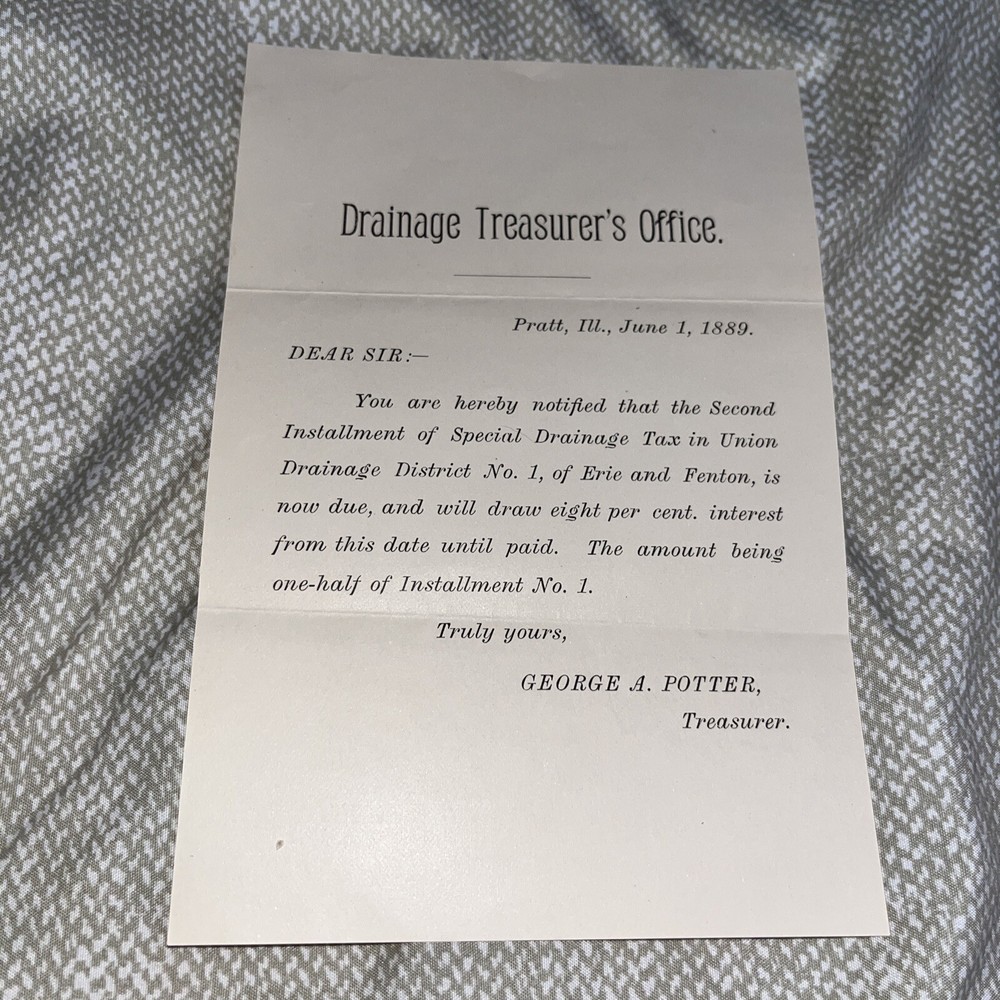 Drainage Treasurer's Office.
Pratt, Ill., June 1, 1889.
DEAR SIR:—
You are hereby notified that the Second
Installment of Special Drainage Tax in Union
Drainage District No. 1, of Erie and Fenton, is
now due, and will draw eight per cent. interest
from this date until paid. The amount being
one-half of Installment No. 1.
Truly yours,
GEORGE A. POTTER,
Treasurer.